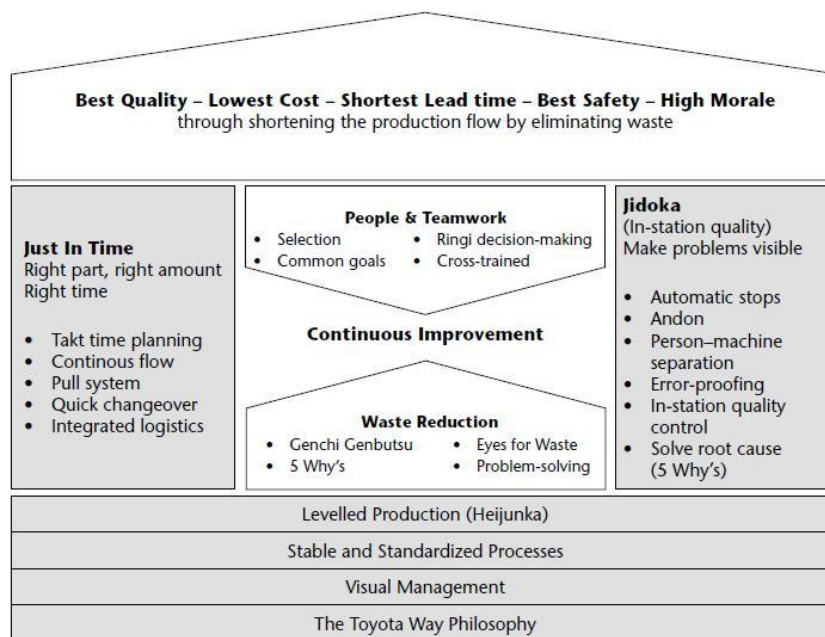 Best Quality – Lowest Cost – Shortest Lead time – Best Safety – High Morale
through shortening the production flow by eliminating waste
Just In Time
Right part, right amount
Right time
• Takt time planning
• Continous flow
• Pull system
• Quick changeover
• Integrated logistics
People & Teamwork
• Selection
• Common goals
• Ringi decision-making
• Cross-trained
Continuous Improvement
Waste Reduction
• Genchi Genbutsu
• 5 Why's
• Eyes for Waste
• Problem-solving
Jidoka
(In-station quality)
Make problems visible
• Automatic stops
• Andon
• Person–machine
separation
• Error-proofing
• In-station quality
control
• Solve root cause
(5 Why's)
Levelled Production (Heijunka)
Stable and Standardized Processes
Visual Management
The Toyota Way Philosophy